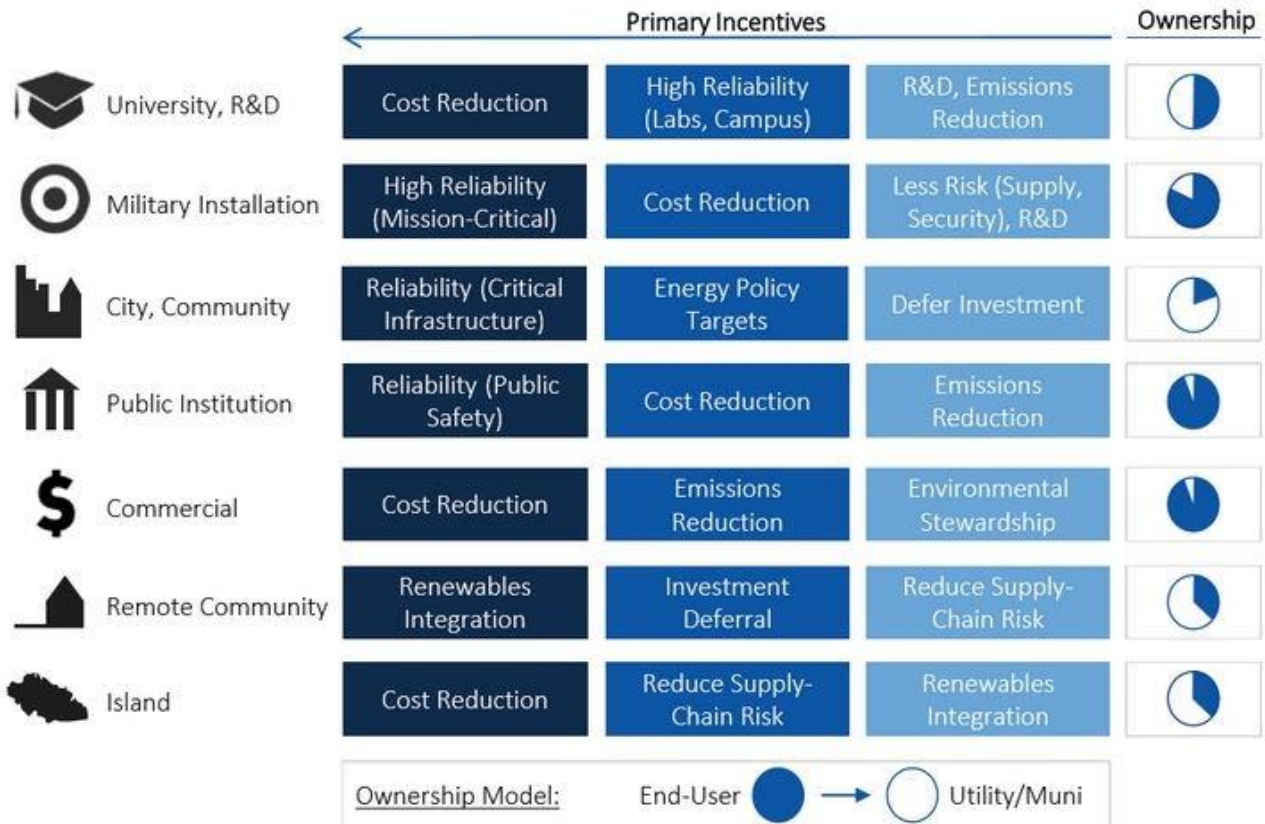 Primary Incentives
Ownership
University, R&D
Cost Reduction
High Reliability
(Labs, Campus)
R&D, Emissions
Reduction
Military Installation
High Reliability
(Mission-Critical)
Cost Reduction
Less Risk (Supply,
Security), R&D
City, Community
Reliability (Critical
Infrastructure)
Energy Policy
Targets
Defer Investment
Public Institution
Reliability (Public
Safety)
Cost Reduction
Emissions
Reduction
$
Commercial
Cost Reduction
Emissions
Reduction
Environmental
Stewardship
Remote Community
Renewables
Integration
Investment
Deferral
Reduce Supply-
Chain Risk
Island
Cost Reduction
Reduce Supply-
Chain Risk
Renewables
Integration
Ownership Model:
End-User
Utility/Muni